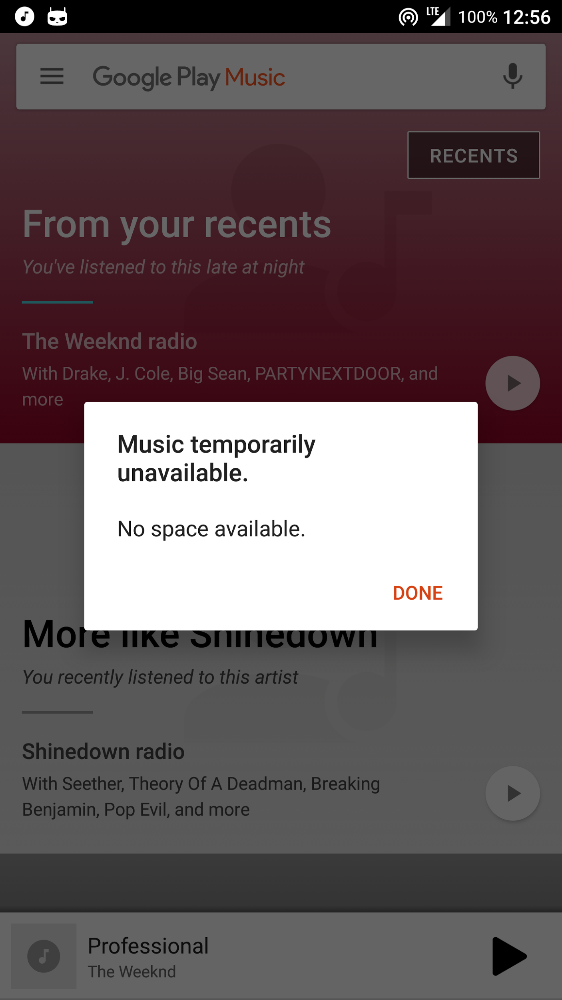 LTE 100% 12:56
Google Play Music
RECENTS
From your recents
You've listened to this late at night
The Weeknd radio
With Drake, J. Cole, Big Sean, PARTYNEXTDOOR, and
more
Music temporarily
unavailable.
No space available.
DONE
More like Shinedown
You recently listened to this artist
Shinedown radio
With Seether, Theory Of A Deadman, Breaking
Benjamin, Pop Evil, and more
Professional
The Weeknd